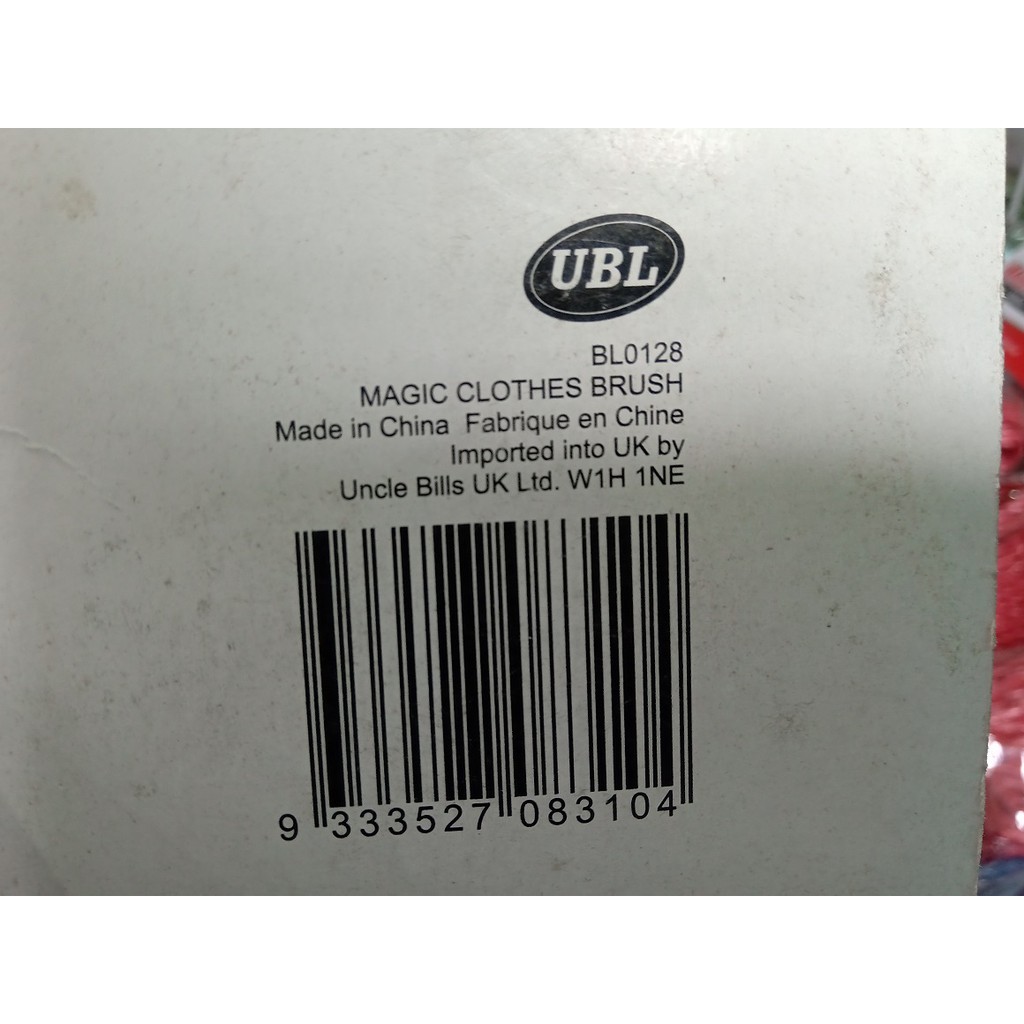 UBL
BL0128
MAGIC CLOTHES BRUSH
Made in China Fabrique en Chine
Imported into UK by
Uncle Bills UK Ltd. W1H 1NE
9 333527 083104